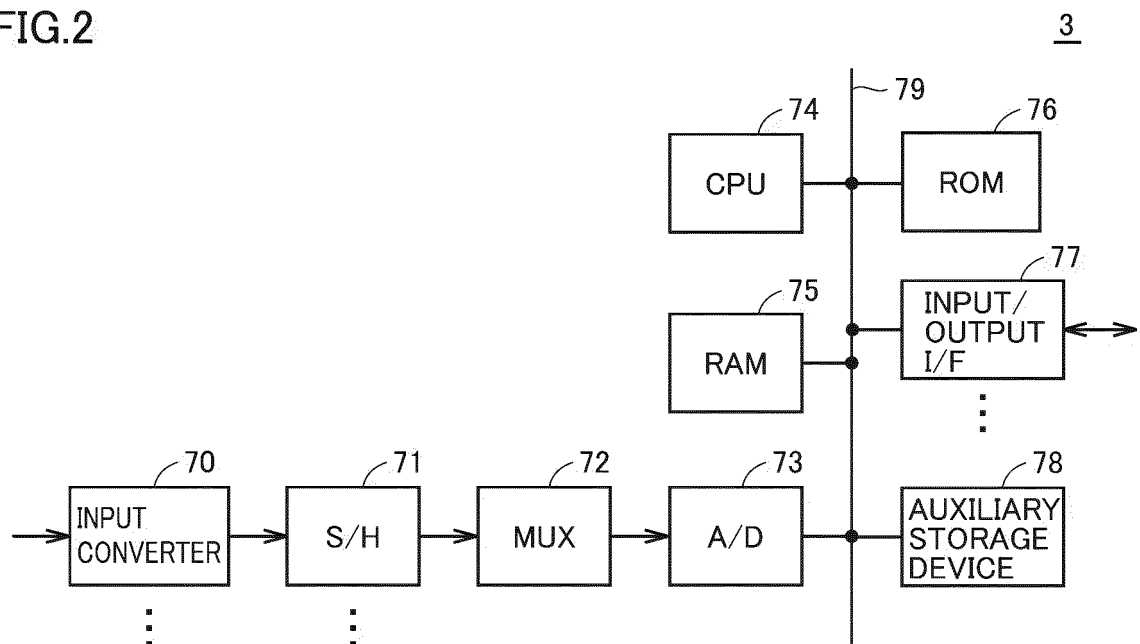 FIG.2
3
79
74
CPU
76
ROM
77
INPUT/
OUTPUT
I/F
75
RAM
70
INPUT
CONVERTER
71
S/H
72
MUX
73
A/D
78
AUXILIARY
STORAGE
DEVICE